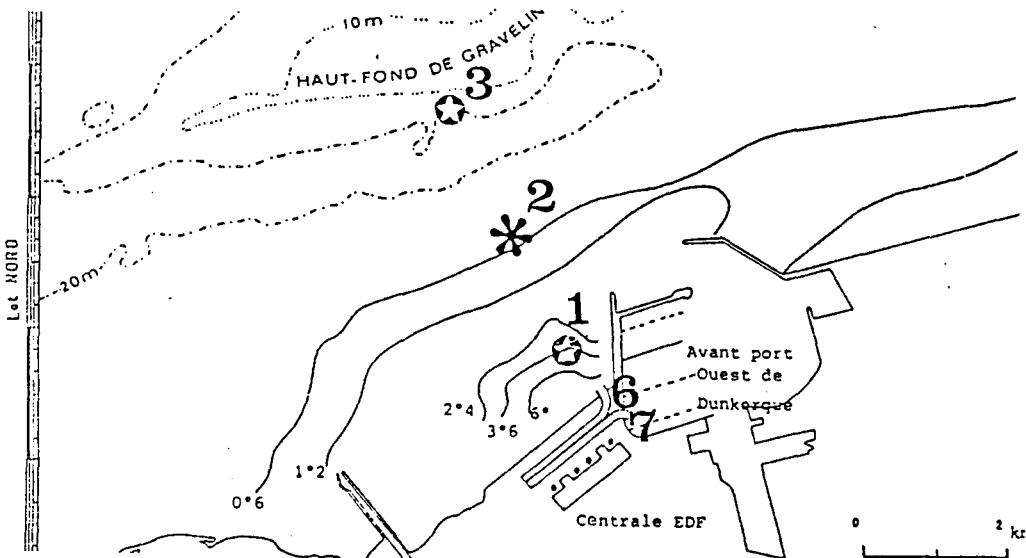 10m
HAUT-FOND DE GRAVELIN
3
2
20m
Lat NORD
1
Avant port
Ouest de
Dunkerque
6
7
2°4
3°6
6°
1°2
0°6
Centrale EDF
0 2 km